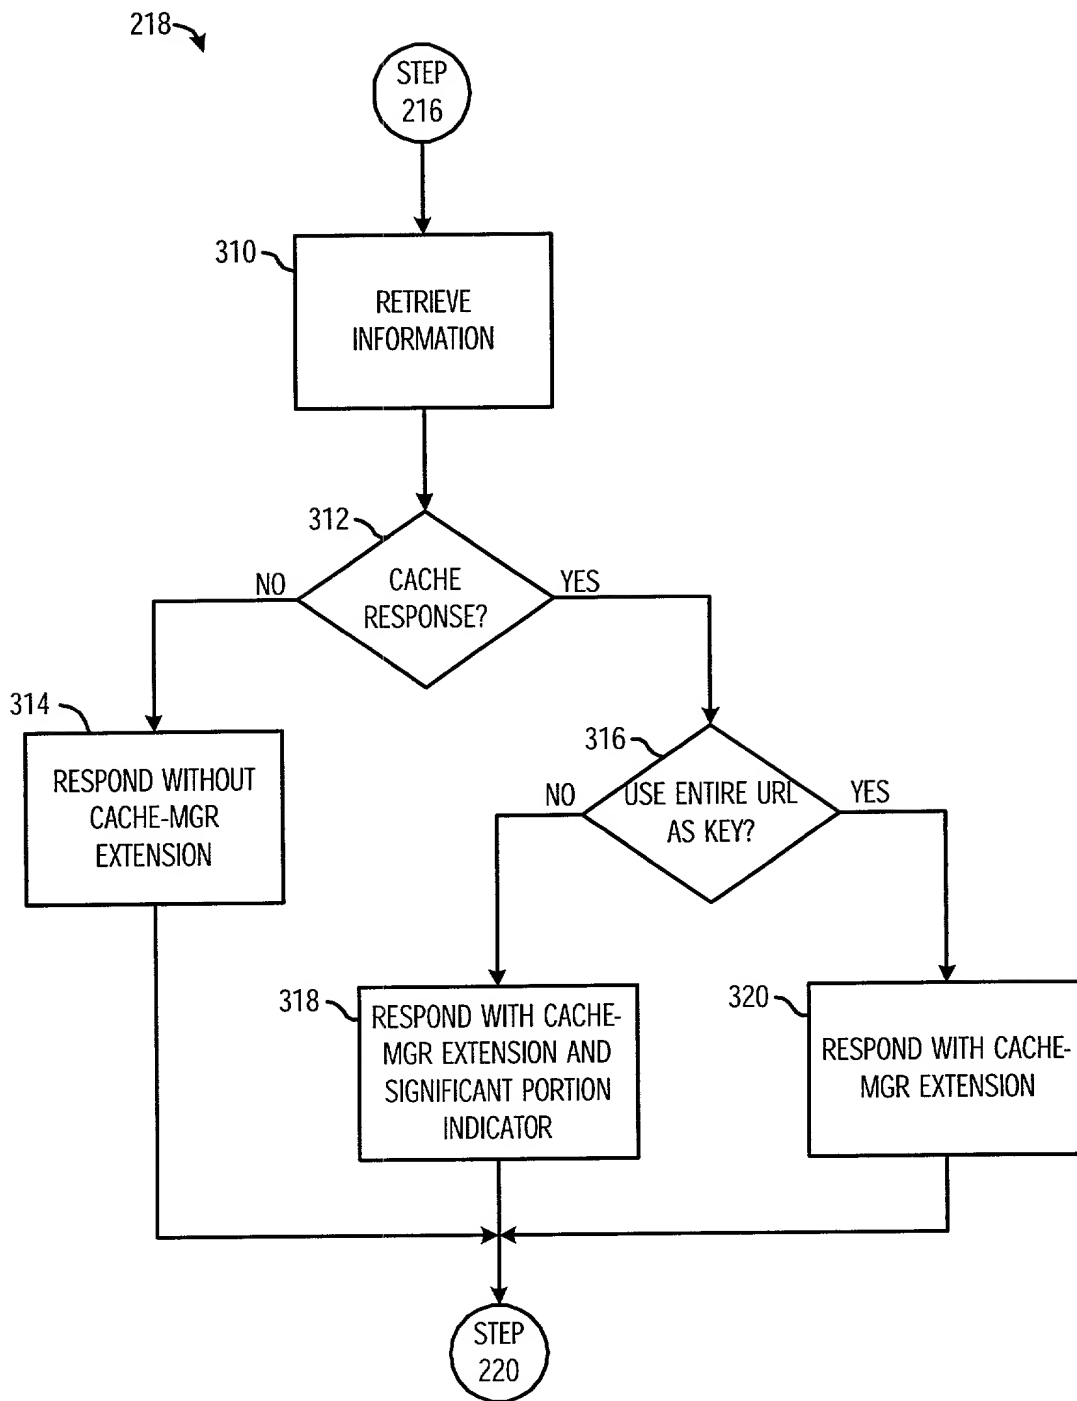 218
STEP
216
310
RETRIEVE
INFORMATION
312
CACHE
RESPONSE?
NO
YES
314
RESPOND WITHOUT
CACHE-MGR
EXTENSION
316
USE ENTIRE URL
AS KEY?
NO
YES
318
RESPOND WITH CACHE-
MGR EXTENSION AND
SIGNIFICANT PORTION
INDICATOR
320
RESPOND WITH CACHE-
MGR EXTENSION
STEP
220